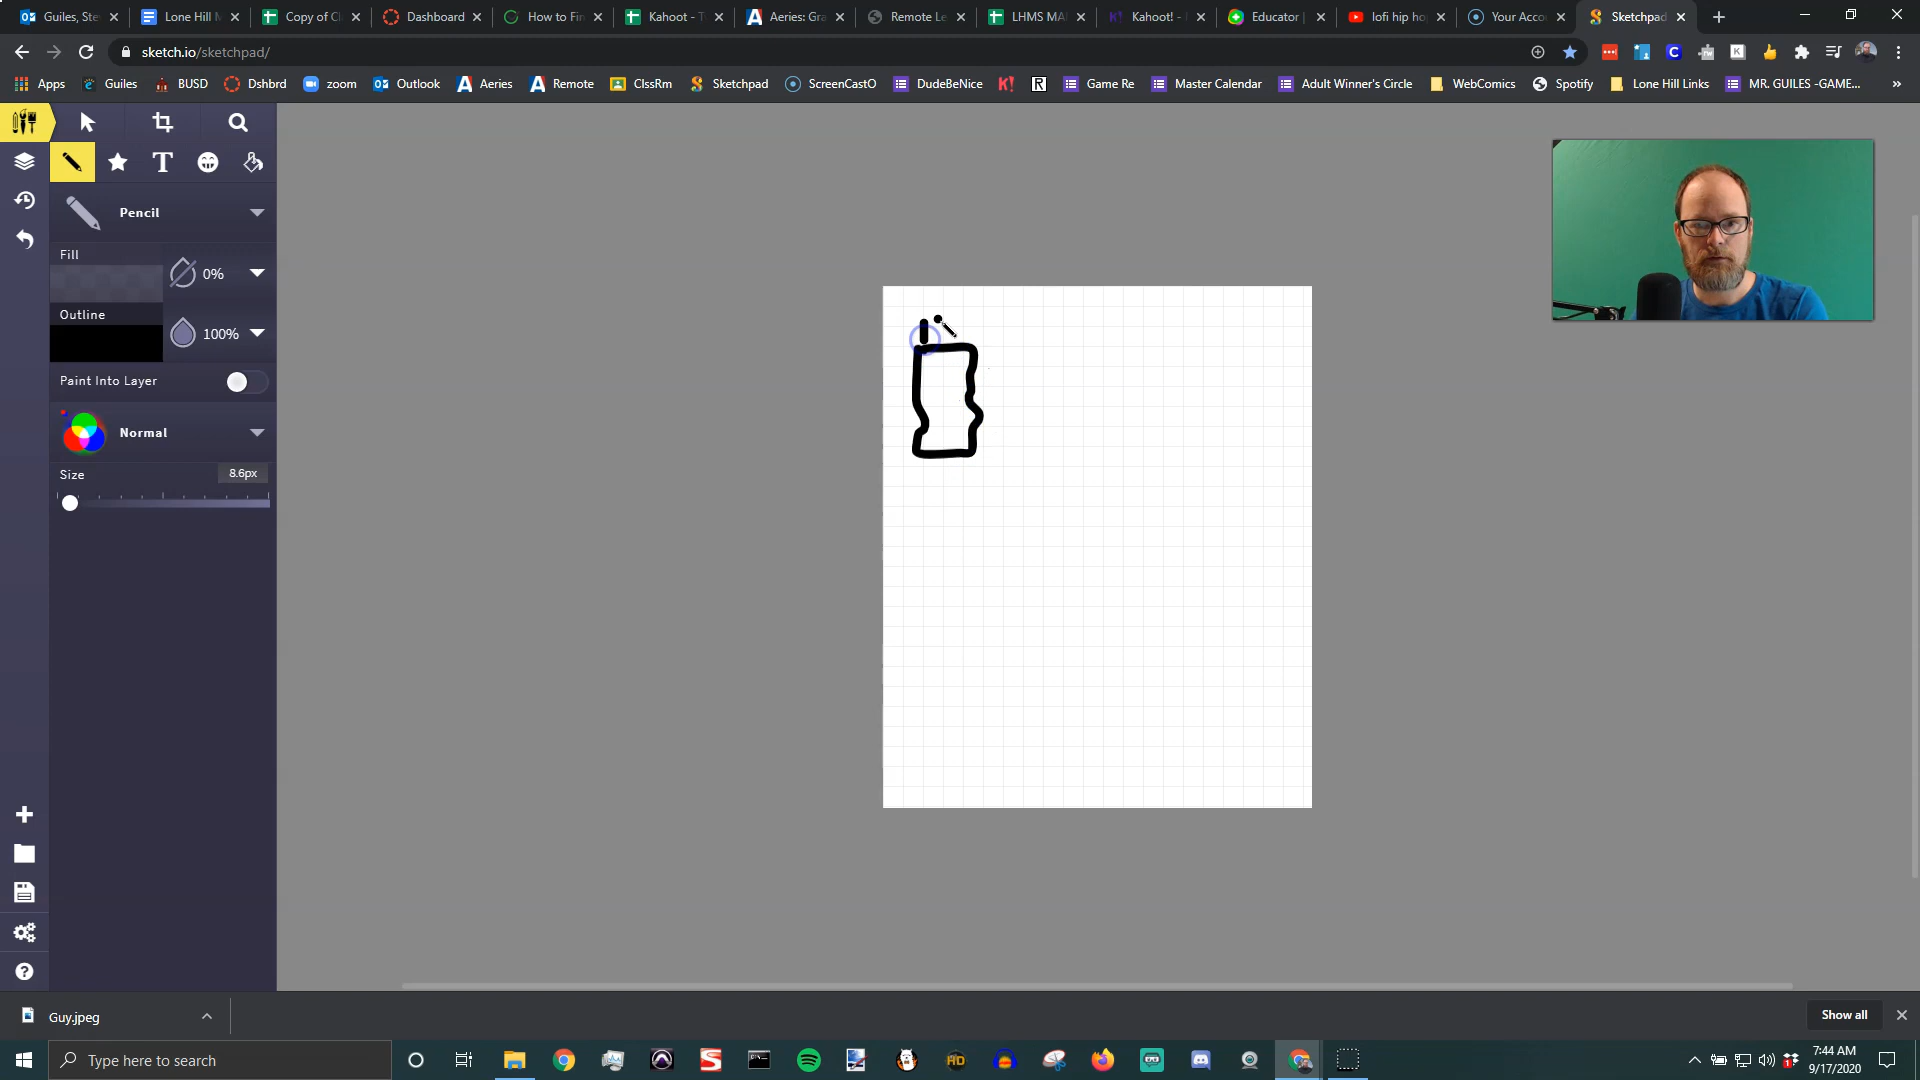 Guiles, Ste
Lone Hill M
Copy of Cl
Dashboard
How to Fin
Kahoot - T
Aeries: Gra
Remote Le
LHMS MA
Kahoot! -
Educator |
lofi hip ho
Your Acco
Sketchpad
sketch.io/sketchpad/
Apps
Guiles
BUSD
Dshbrd
zoom
Outlook
Aeries
Remote
ClssRm
Sketchpad
ScreenCastO
DudeBeNice
K!
R
Game Re
Master Calendar
Adult Winner's Circle
WebComics
Spotify
Lone Hill Links
MR. GUILES -GAME...
»
Pencil
Fill
0%
Outline
100%
Paint Into Layer
Normal
Size
8.6px
Guy.jpeg
Show all
Type here to search
7:44 AM
9/17/2020